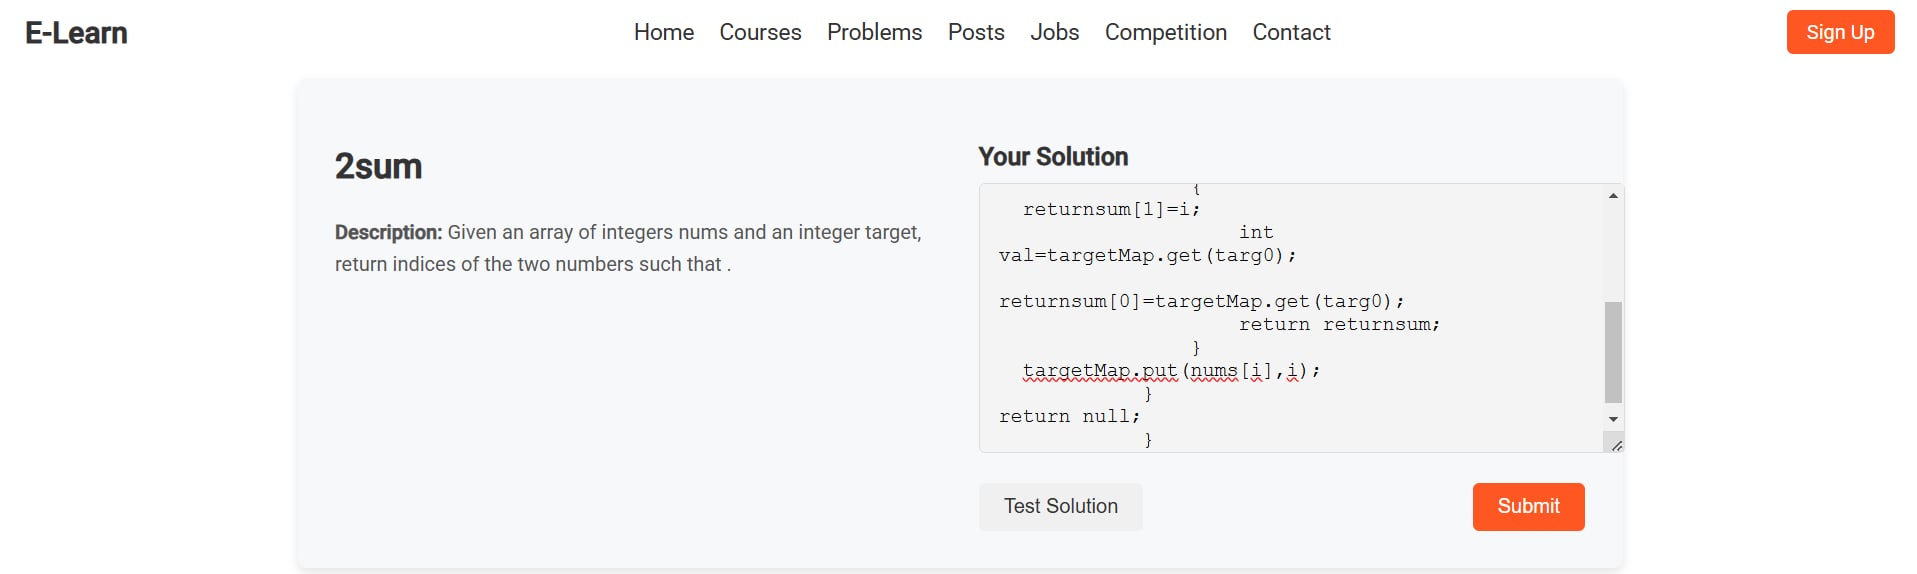 E-Learn
Home Courses Problems Posts Jobs Competition Contact
Sign Up
2sum
Description: Given an array of integers nums and an integer target,
return indices of the two numbers such that .
Your Solution
{
returnsum[1]=i;
int
val=targetMap.get(targ0);
returnsum[0]=targetMap.get(targ0);
return returnsum;
}
targetMap.put(nums[i],i);
}
return null;
}
Test Solution
Submit